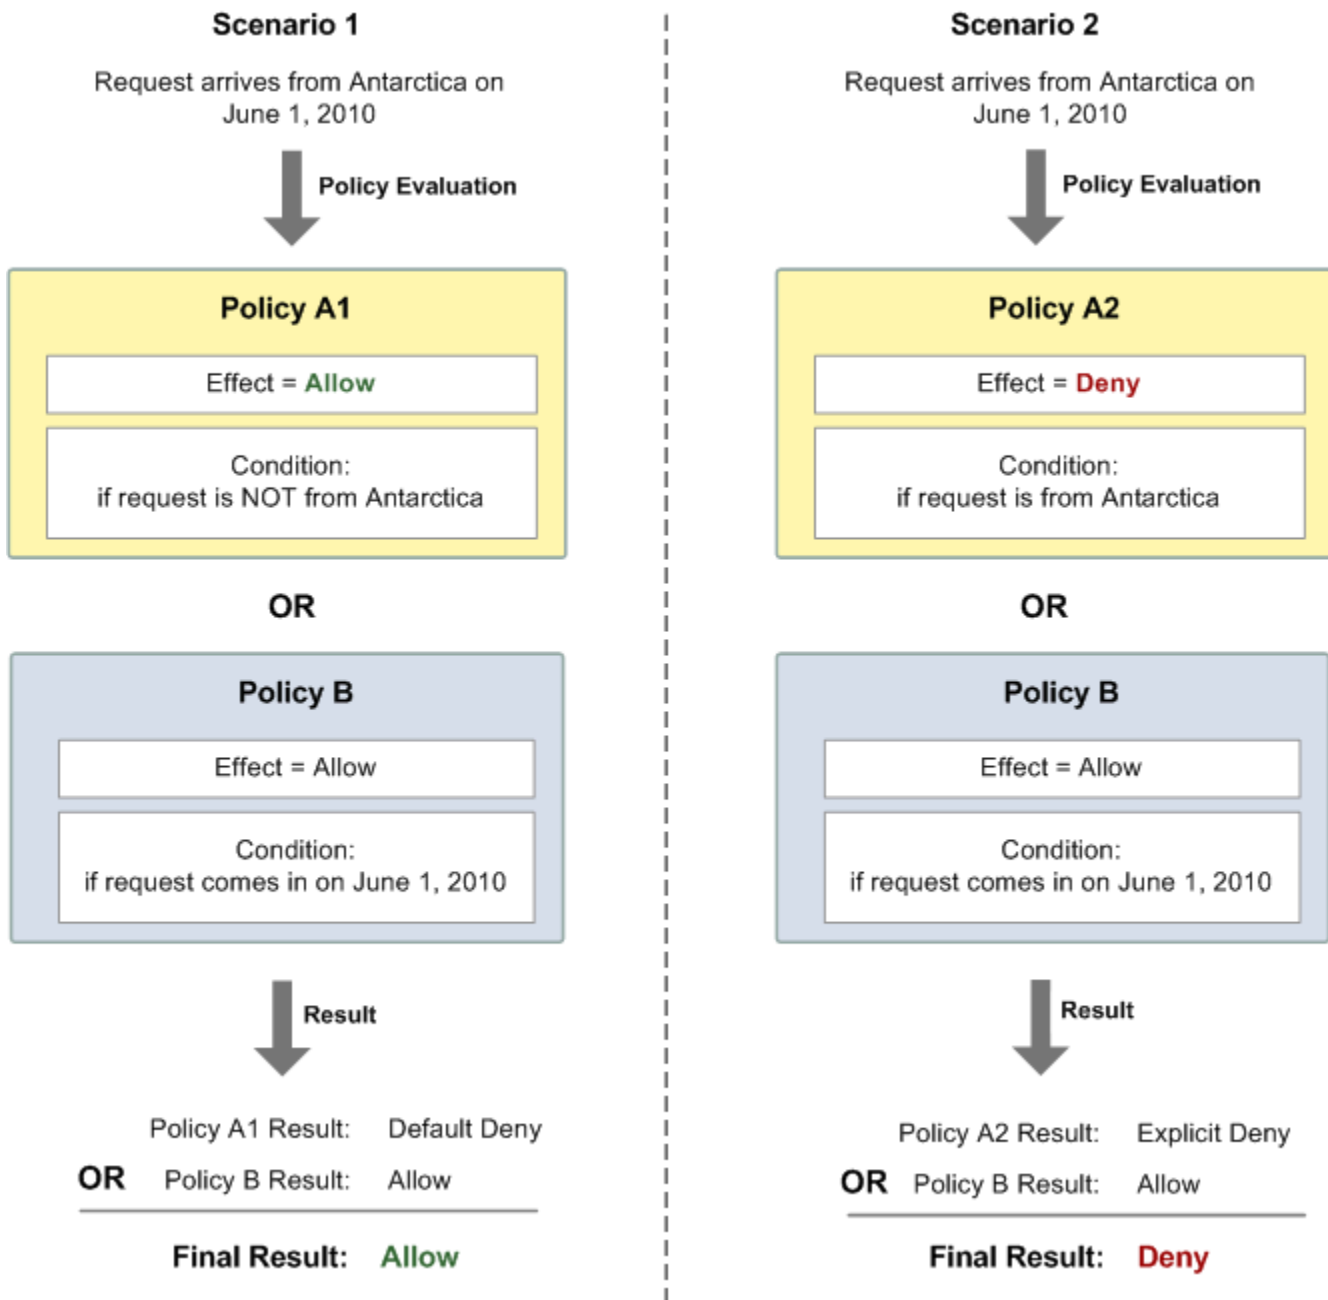 Scenario 1
Request arrives from Antarctica on
June 1, 2010
Policy Evaluation
Policy A1
Effect = Allow
Condition:
if request is NOT from Antarctica
OR
Policy B
Effect = Allow
Condition:
if request comes in on June 1, 2010
Result
Policy A1 Result: Default Deny
OR Policy B Result: Allow
Final Result: Allow
Scenario 2
Request arrives from Antarctica on
June 1, 2010
Policy Evaluation
Policy A2
Effect = Deny
Condition:
if request is from Antarctica
OR
Policy B
Effect = Allow
Condition:
if request comes in on June 1, 2010
Result
Policy A2 Result: Explicit Deny
OR Policy B Result: Allow
Final Result: Deny